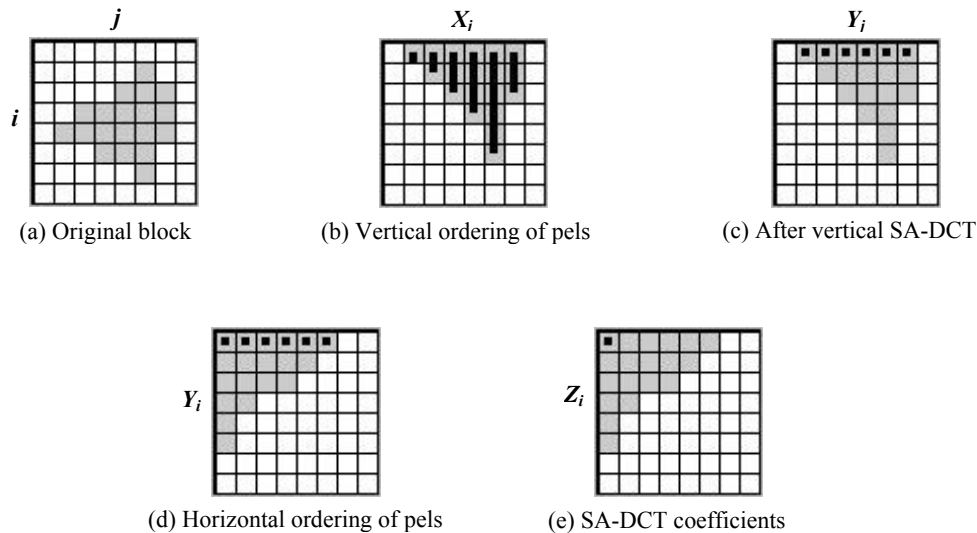 j
X_i
Y_i
i
(a) Original block
(b) Vertical ordering of pels
(c) After vertical SA-DCT
Y_i
Z_i
(d) Horizontal ordering of pels
(e) SA-DCT coefficients